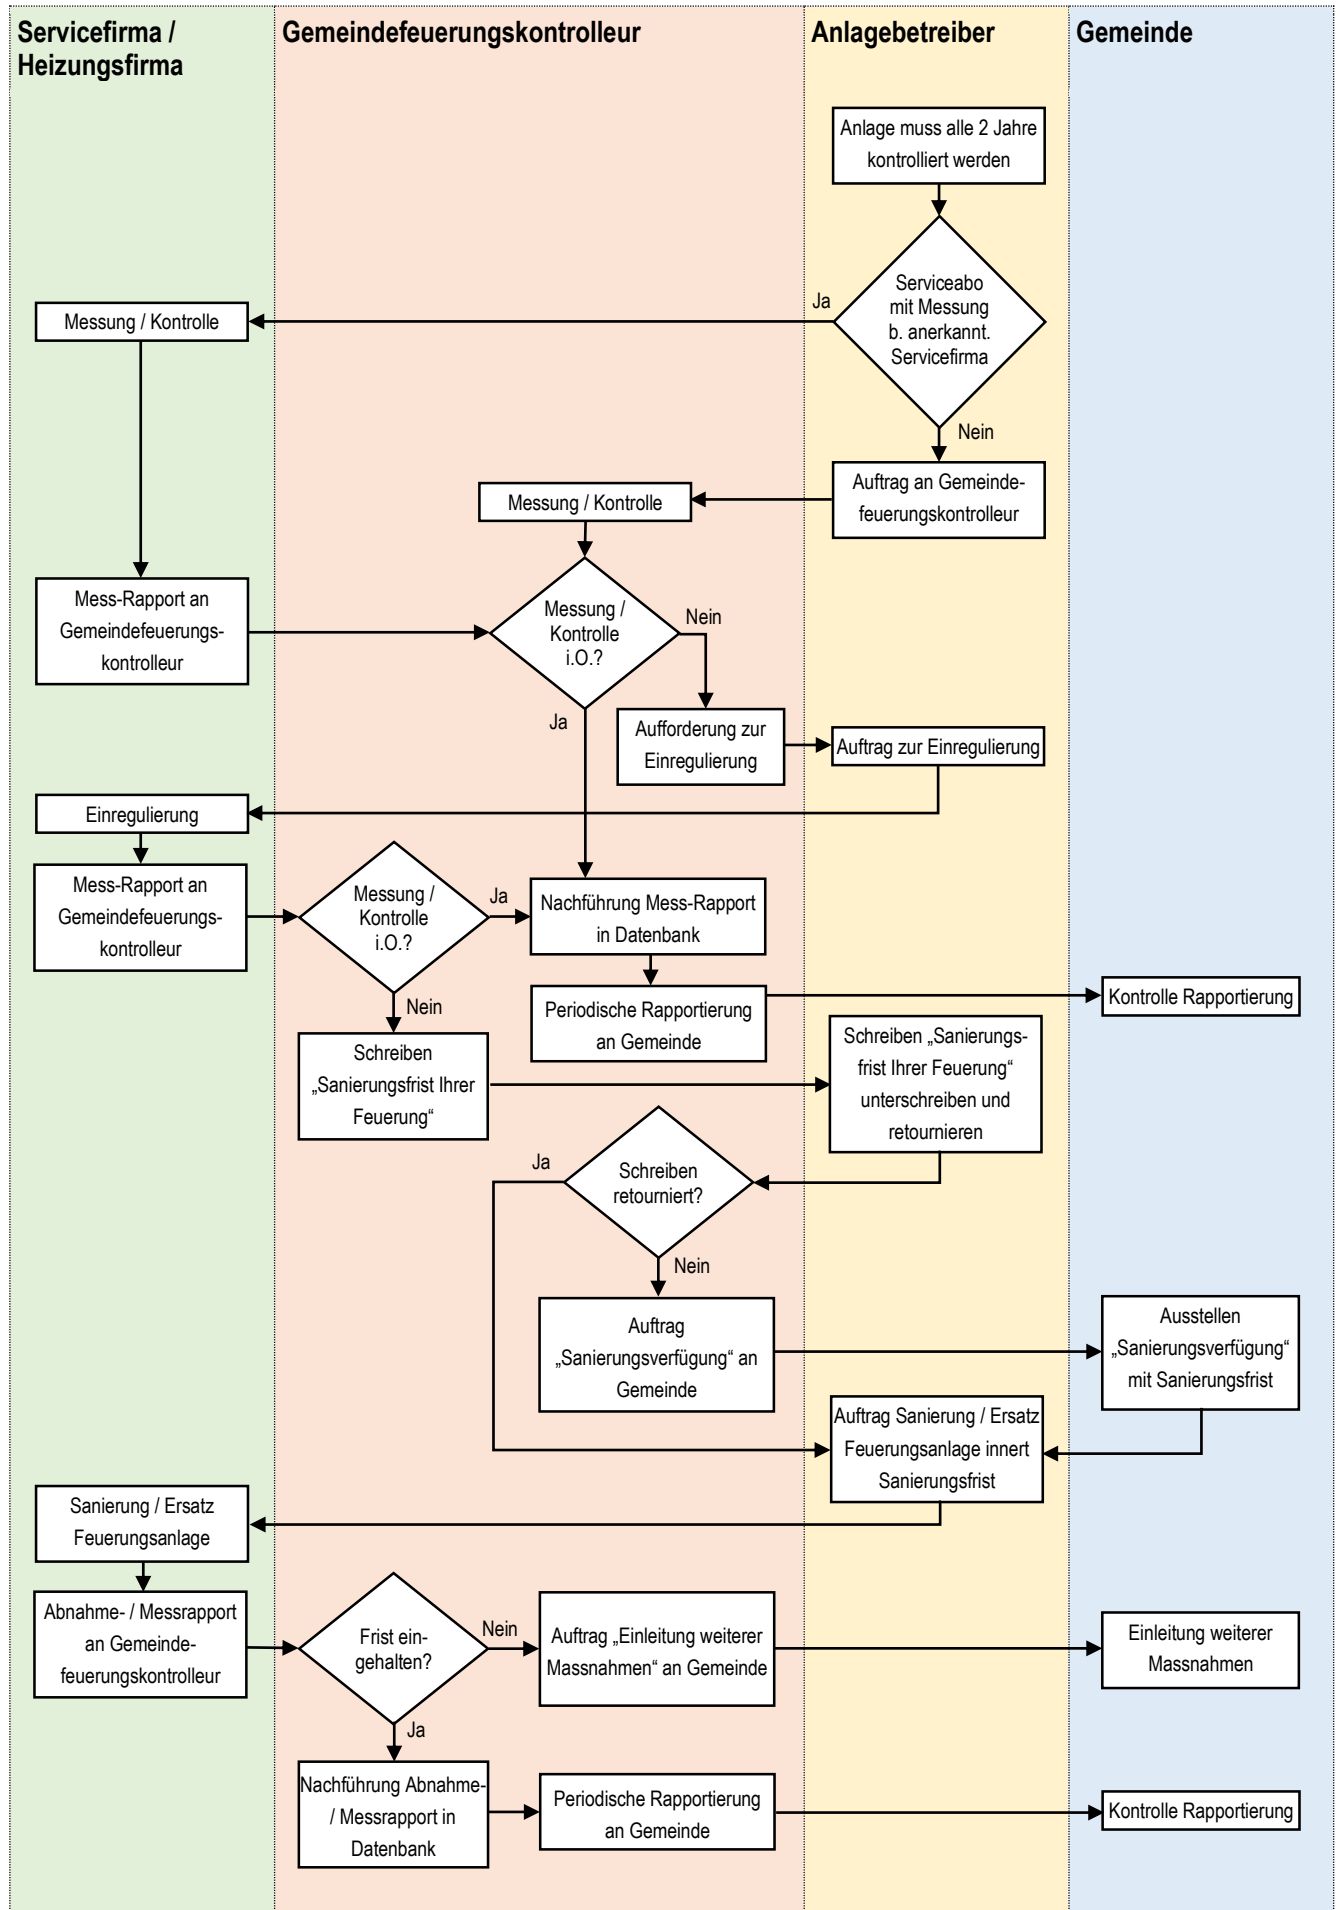 Servicefirma /
Heizungsfirma
Gemeindefeuerungskontrolleur
Anlagebetreiber
Gemeinde
Anlage muss alle 2 Jahre
kontrolliert werden
Serviceabo
mit Messung
b. anerkannt.
Servicefirma
Ja
Messung / Kontrolle
Nein
Auftrag an Gemeinde-
feuerungskontrolleur
Messung / Kontrolle
Mess-Rapport an
Gemeindefeuerungs-
kontrolleur
Messung /
Kontrolle
i.O.?
Nein
Ja
Aufforderung zur
Einregulierung
Auftrag zur Einregulierung
Einregulierung
Mess-Rapport an
Gemeindefeuerungs-
kontrolleur
Messung /
Kontrolle
i.O.?
Ja
Nachführung Mess-Rapport
in Datenbank
Nein
Periodische Rapportierung
an Gemeinde
Kontrolle Rapportierung
Schreiben
„Sanierungsfrist Ihrer
Feuerung“
Schreiben „Sanierungs-
frist Ihrer Feuerung“
unterschreiben und
retournieren
Schreiben
retourniert?
Ja
Nein
Auftrag
„Sanierungsverfügung“ an
Gemeinde
Ausstellen
„Sanierungsverfügung“
mit Sanierungsfrist
Auftrag Sanierung / Ersatz
Feuerungsanlage innert
Sanierungsfrist
Sanierung / Ersatz
Feuerungsanlage
Abnahme- / Messrapport
an Gemeinde-
feuerungskontrolleur
Frist ein-
gehalten?
Nein
Auftrag „Einleitung weiterer
Massnahmen“ an Gemeinde
Einleitung weiterer
Massnahmen
Ja
Nachführung Abnahme-
/ Messrapport in
Datenbank
Periodische Rapportierung
an Gemeinde
Kontrolle Rapportierung